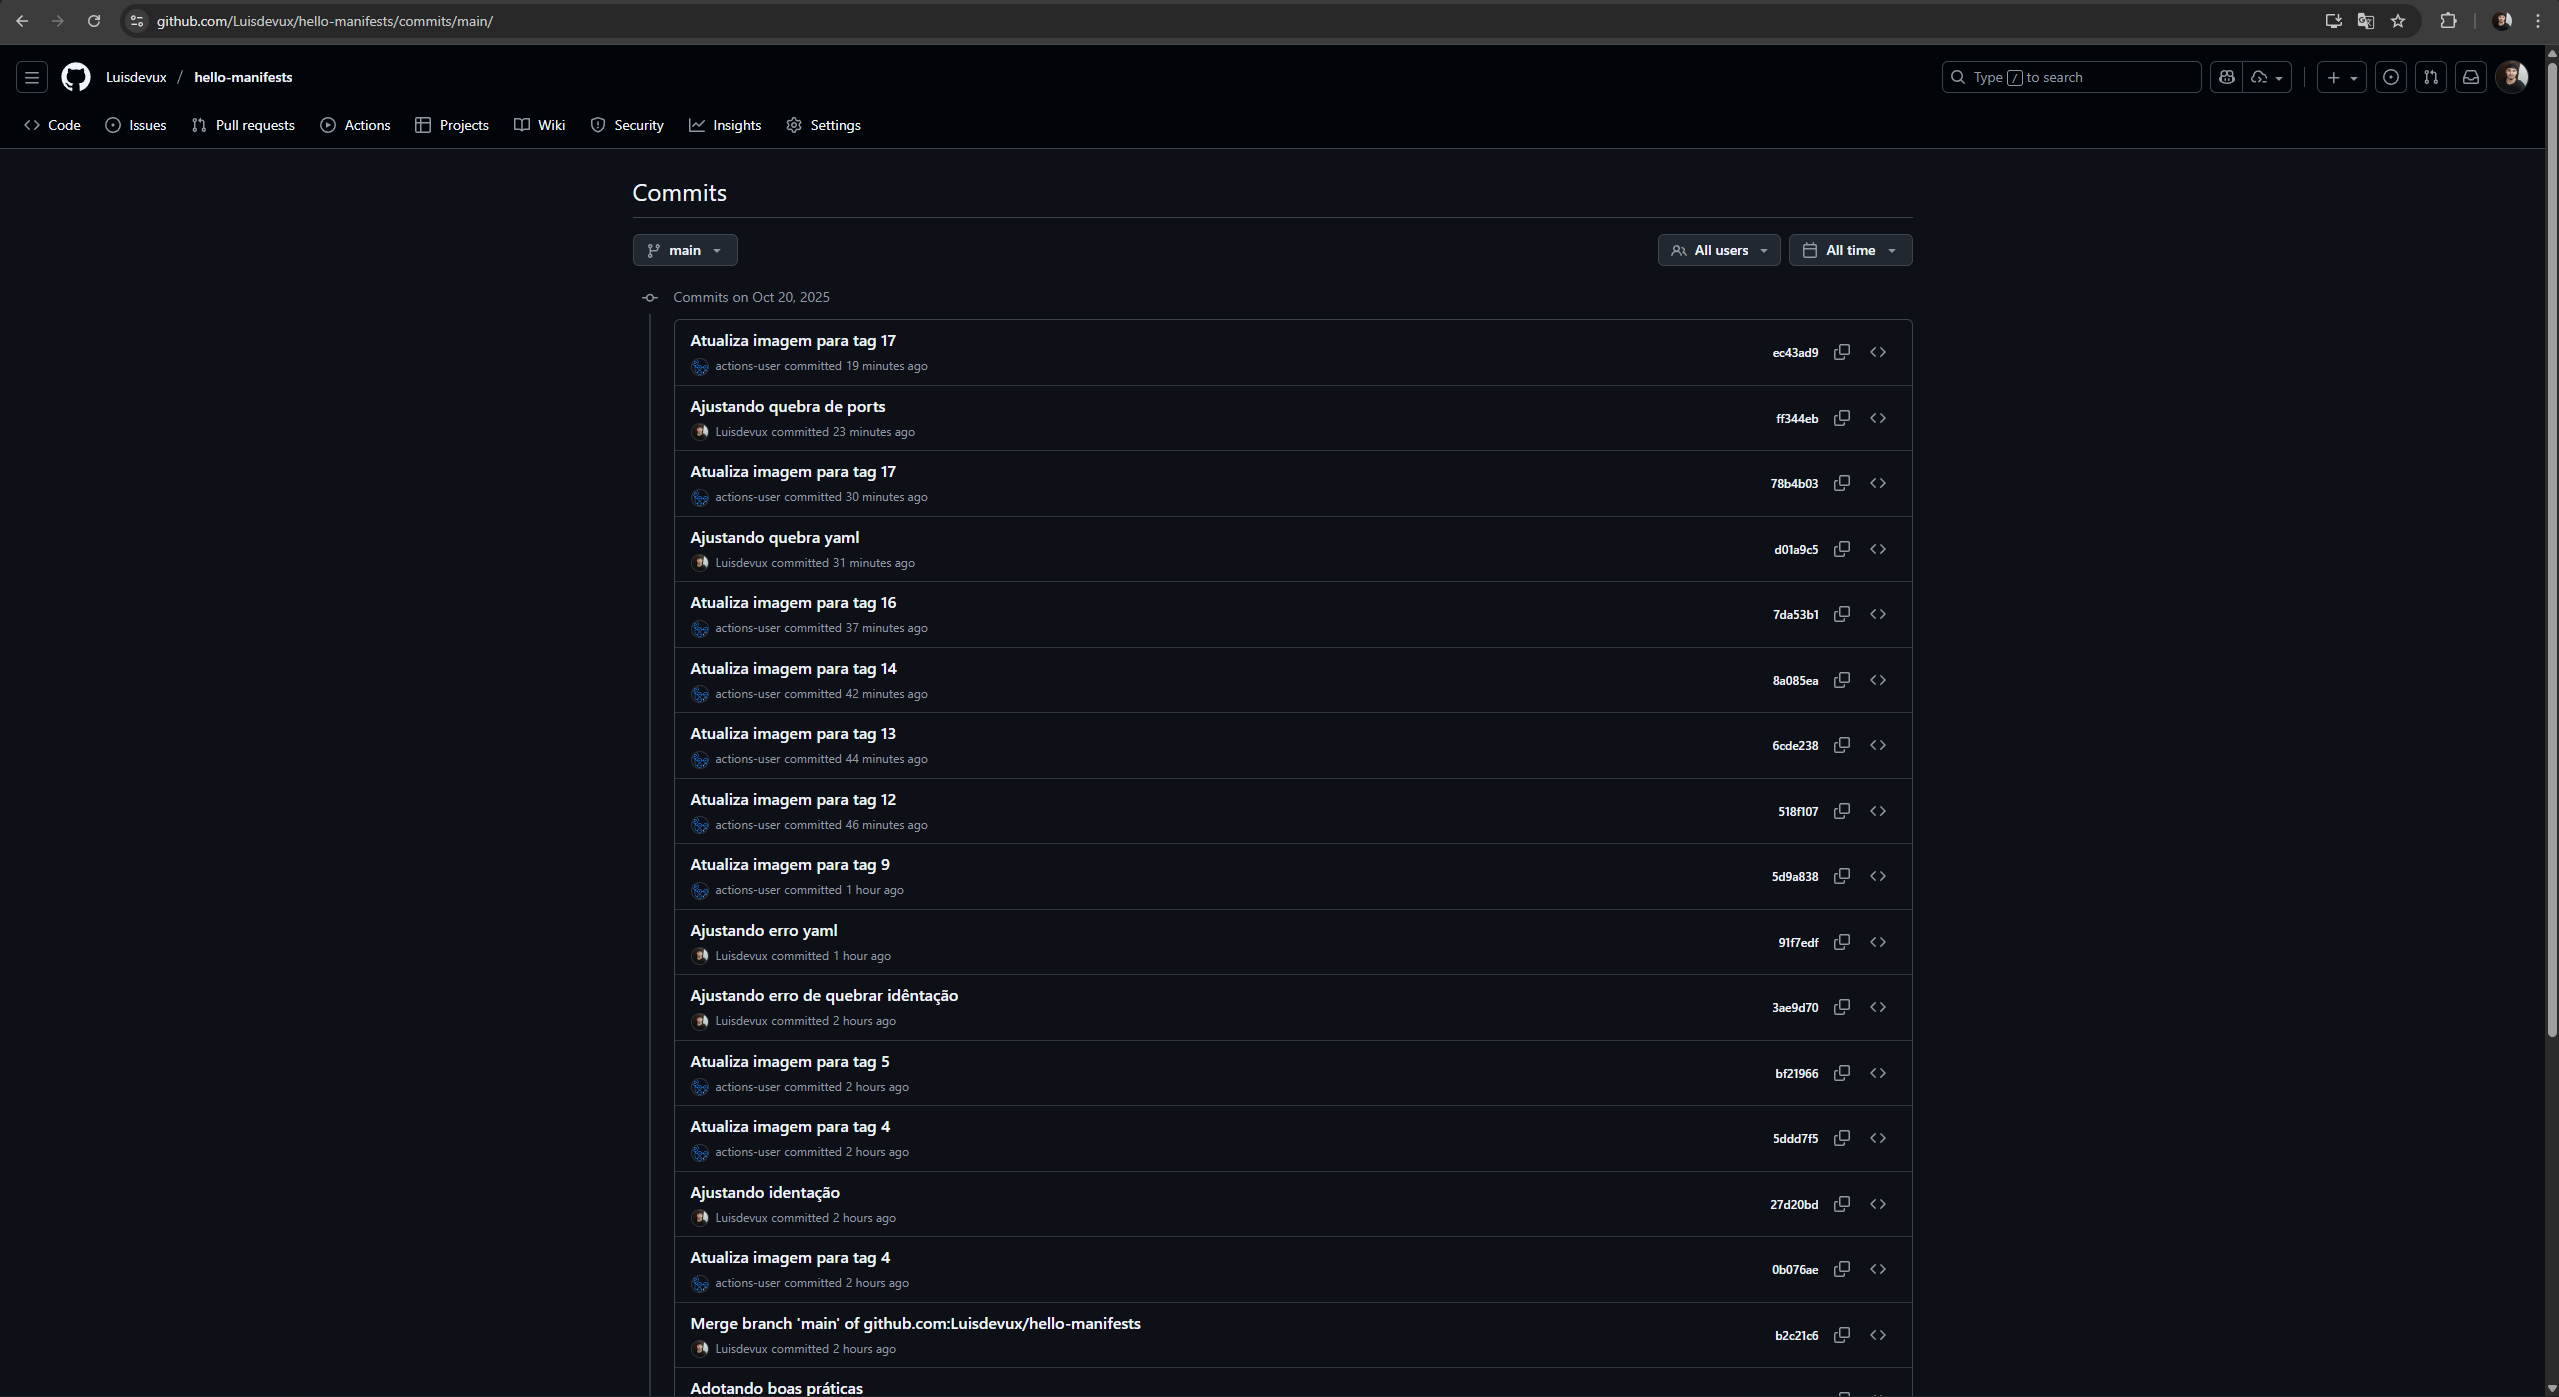 github.com/Luisdevux/hello-manifests/commits/main/
Luisdevux / hello-manifests
Type / to search
Code Issues Pull requests Actions Projects Wiki Security Insights Settings
Commits
main
All users All time
Commits on Oct 20, 2025
Atualiza imagem para tag 17
actions-user committed 19 minutes ago
ec43ad9
Ajustando quebra de ports
Luisdevux committed 23 minutes ago
ff344eb
Atualiza imagem para tag 17
actions-user committed 30 minutes ago
78b4b03
Ajustando quebra yaml
Luisdevux committed 31 minutes ago
d01a9c5
Atualiza imagem para tag 16
actions-user committed 37 minutes ago
7da53b1
Atualiza imagem para tag 14
actions-user committed 42 minutes ago
8a085ea
Atualiza imagem para tag 13
actions-user committed 44 minutes ago
6cde238
Atualiza imagem para tag 12
actions-user committed 46 minutes ago
518f107
Atualiza imagem para tag 9
actions-user committed 1 hour ago
5d9a838
Ajustando erro yaml
Luisdevux committed 1 hour ago
91f7edf
Ajustando erro de quebrar idêntação
Luisdevux committed 2 hours ago
3ae9d70
Atualiza imagem para tag 5
actions-user committed 2 hours ago
bf21966
Atualiza imagem para tag 4
actions-user committed 2 hours ago
5ddd7f5
Ajustando identação
Luisdevux committed 2 hours ago
27d20bd
Atualiza imagem para tag 4
actions-user committed 2 hours ago
0b076ae
Merge branch 'main' of github.com:Luisdevux/hello-manifests
Luisdevux committed 2 hours ago
b2c21c6
Adotando boas práticas